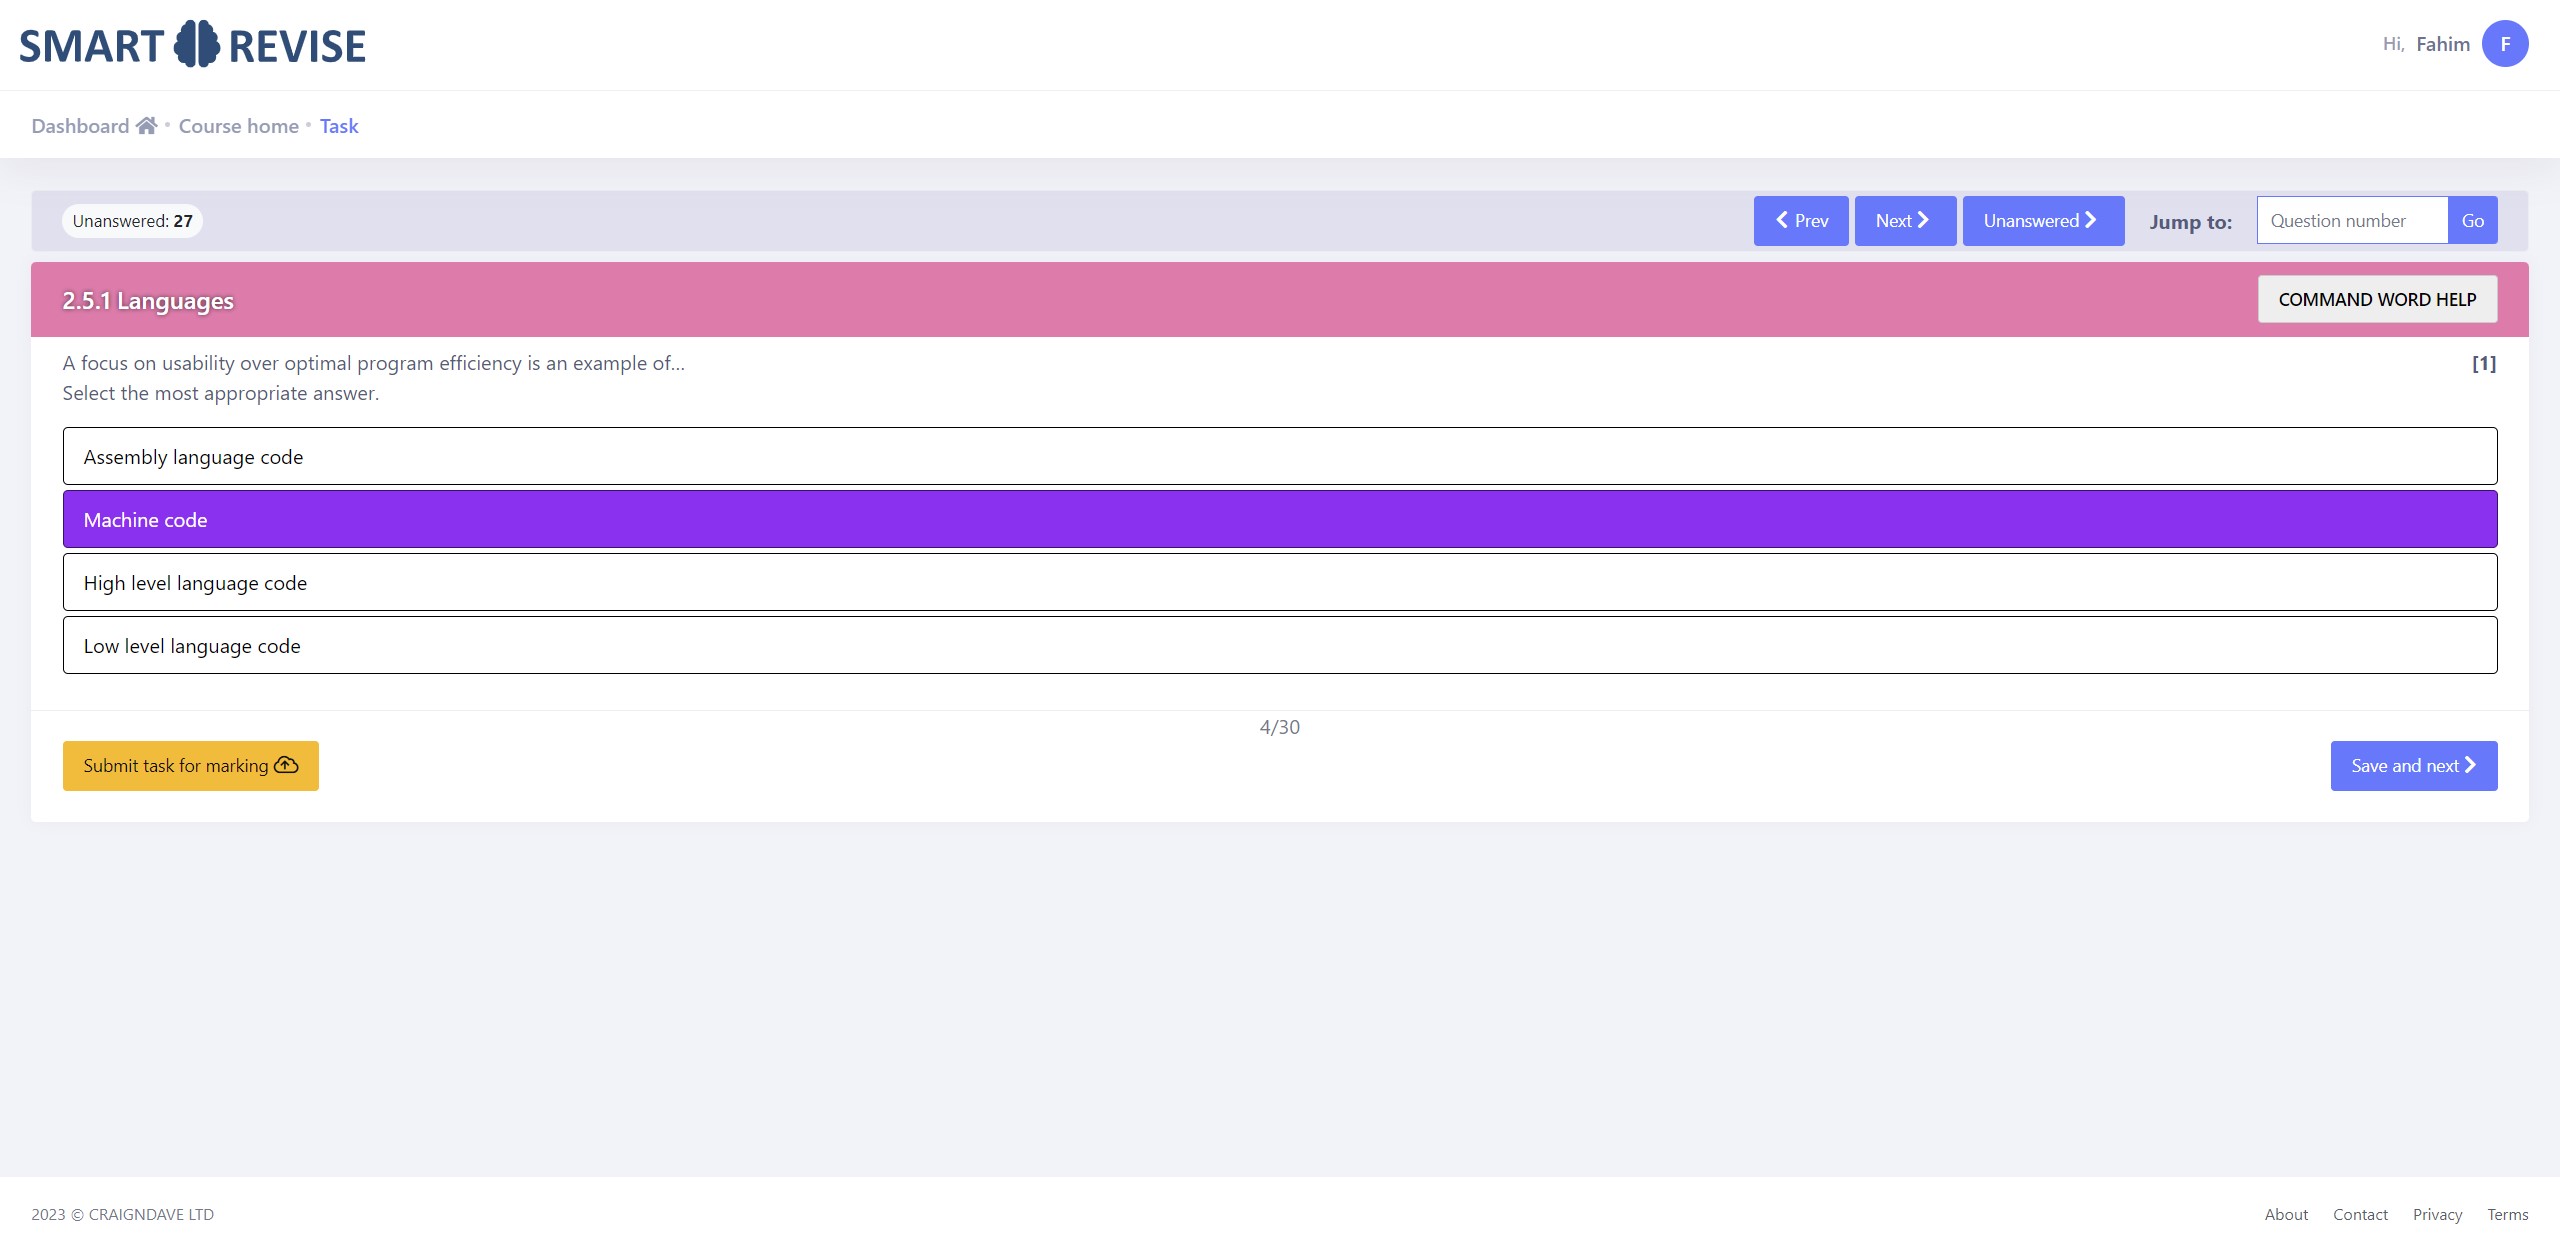 SMART REVISE
Hi, Fahim F
Dashboard • Course home • Task
Unanswered: 27
Prev
Next
Unanswered
Jump to:
Question number
Go
2.5.1 Languages
COMMAND WORD HELP
A focus on usability over optimal program efficiency is an example of...
[1]
Select the most appropriate answer.
Assembly language code
Machine code
High level language code
Low level language code
4/30
Submit task for marking
Save and next
2023 © CRAIGNDAVE LTD
About Contact Privacy Terms